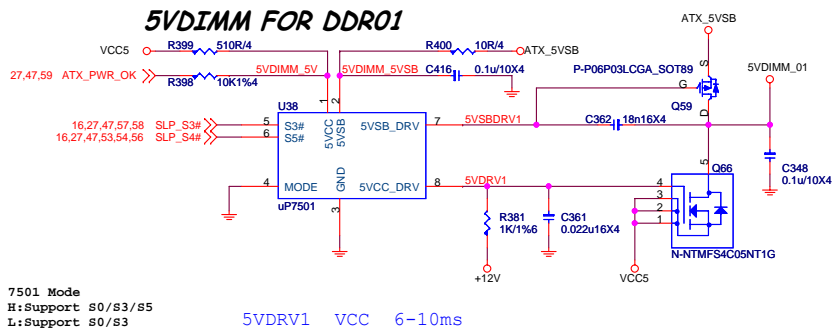 5VDIMM FOR DDR01
ATX_5VSB
VCC5 R399 510R/4 R400 10R/4 ATX_5VSB
P-P06P03LCGA_SOT89 S 5VDIMM_01
27,47,59 ATX_PWR_OK R398 10K1%4 5VDIMM_5V 5VDIMM_5VSB C416 0.1u/10X4
G Q59 D
U38 1 2
16,27,47,57,58 SLP_S3# 5 S3# 5VCC 5VSB 5VSB_DRV 7 5VSBDRV1 C362 18n16X4
16,27,47,53,54,56 SLP_S4# 6 S5#
5 Q66 C348
0.1u/10X4
4 MODE GND 5VCC_DRV 8 5VDRV1 4
3
2
1
uP7501 3
R381
1K/1%6
C361
0.022u16X4
N-NTMFS4C05NT1G
+12V VCC5
7501 Mode
H:Support S0/S3/S5
L:Support S0/S3
5VDRV1 VCC 6-10ms